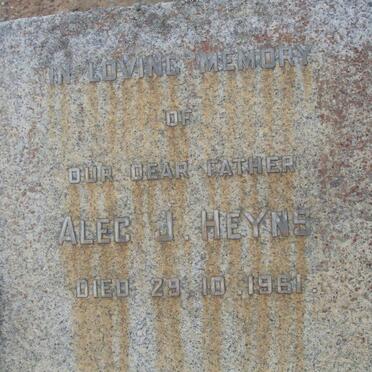 IN LOVING MEMORY
OF
OUR DEAR FATHER
ALEC J. HEYNS
DIED 29.10.1961.